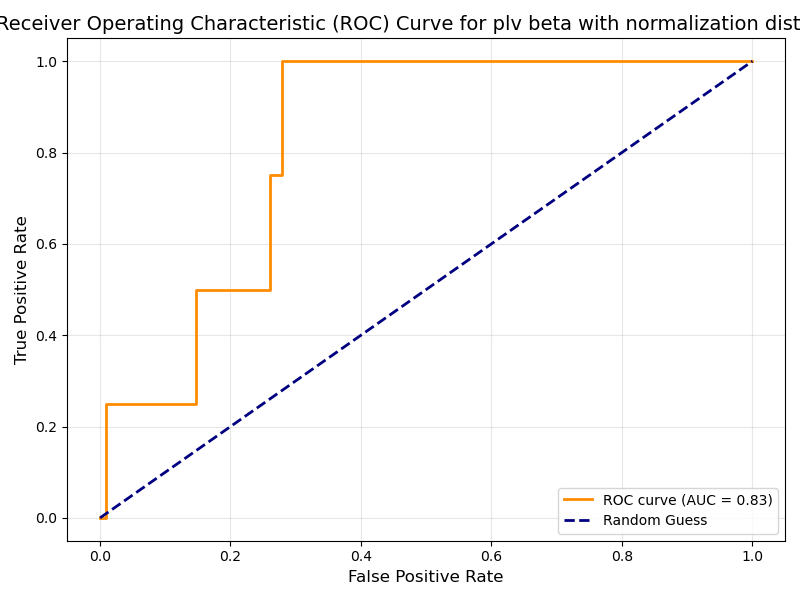 Receiver Operating Characteristic (ROC) Curve for plv beta with normalization dist
1.0
0.8
0.6
0.4
0.2
0.0
True Positive Rate
0.0
0.2
0.4
0.6
0.8
1.0
False Positive Rate
ROC curve (AUC = 0.83)
Random Guess